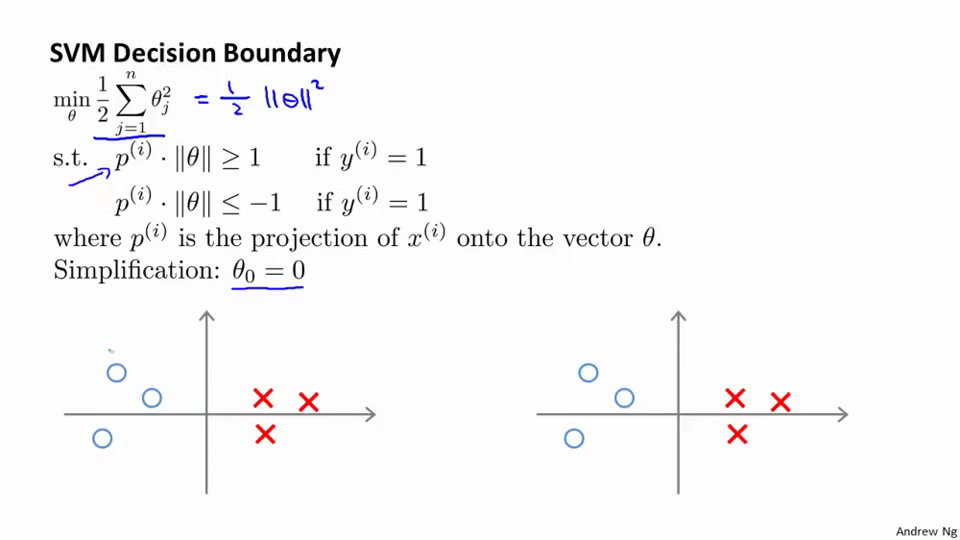 SVM Decision Boundary
min_θ 1/2 ∑_{j=1}^{n} θ_j^2 = 1/2 ||θ||^2
s.t. p^{(i)} · ‖θ‖ ≥ 1 if y^{(i)} = 1
p^{(i)} · ‖θ‖ ≤ −1 if y^{(i)} = 1
where p^{(i)} is the projection of x^{(i)} onto the vector θ.
Simplification: θ_0 = 0
Andrew Ng